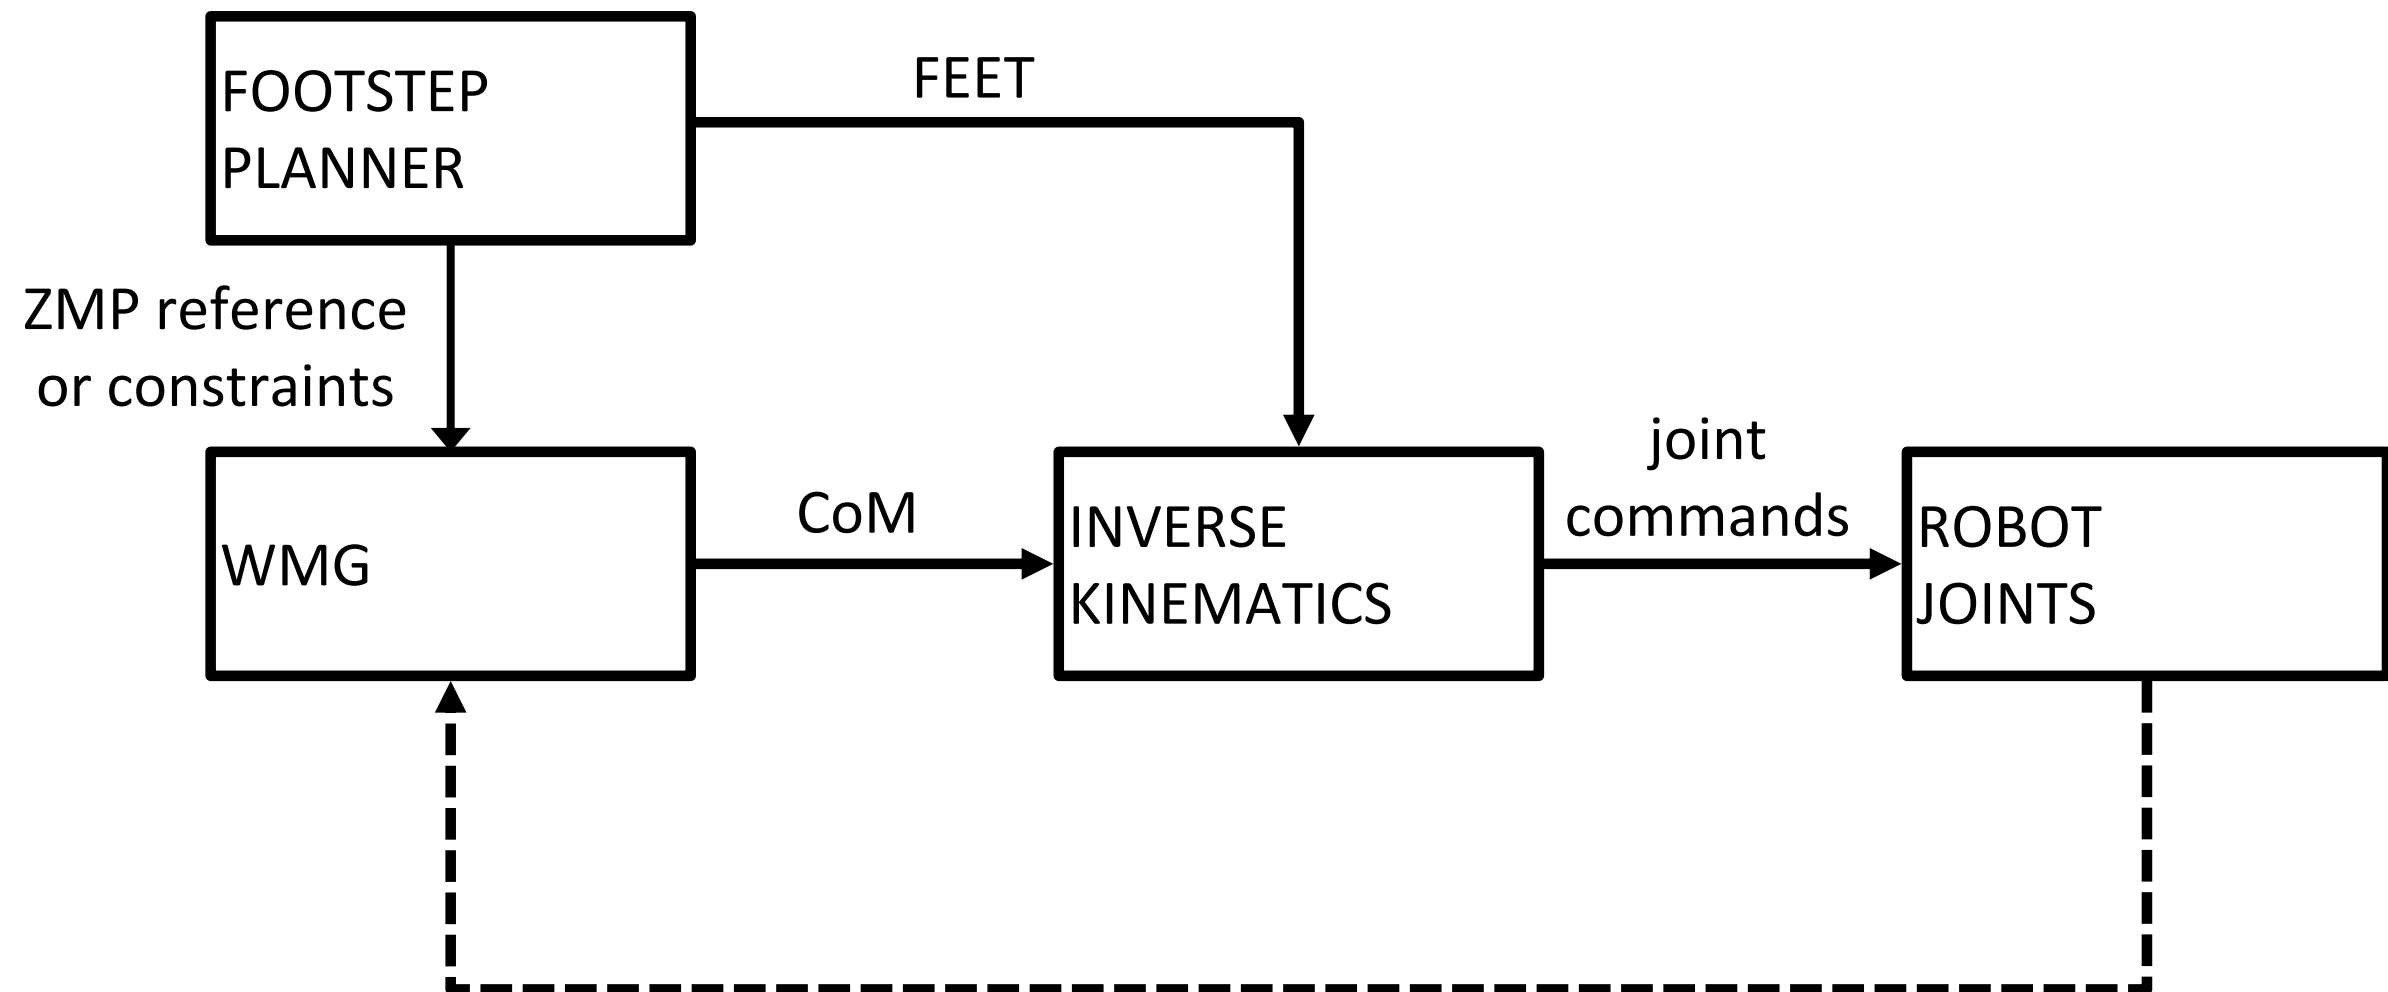 FOOTSTEP
PLANNER
FEET
ZMP reference
or constraints
WMG
CoM
INVERSE
KINEMATICS
joint
commands
ROBOT
JOINTS